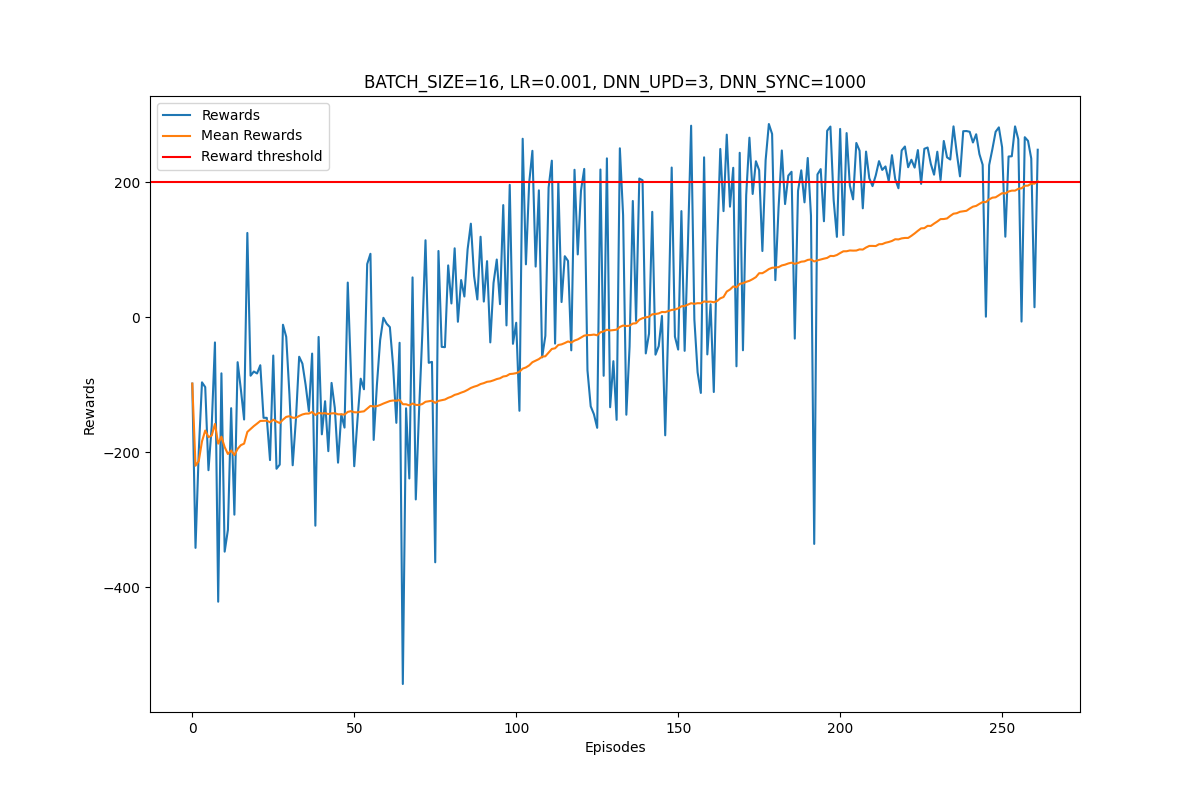 BATCH_SIZE=16, LR=0.001, DNN_UPD=3, DNN_SYNC=1000
Rewards
Mean Rewards
Reward threshold
200
0
−200
−400
Rewards
0
50
100
150
200
250
Episodes